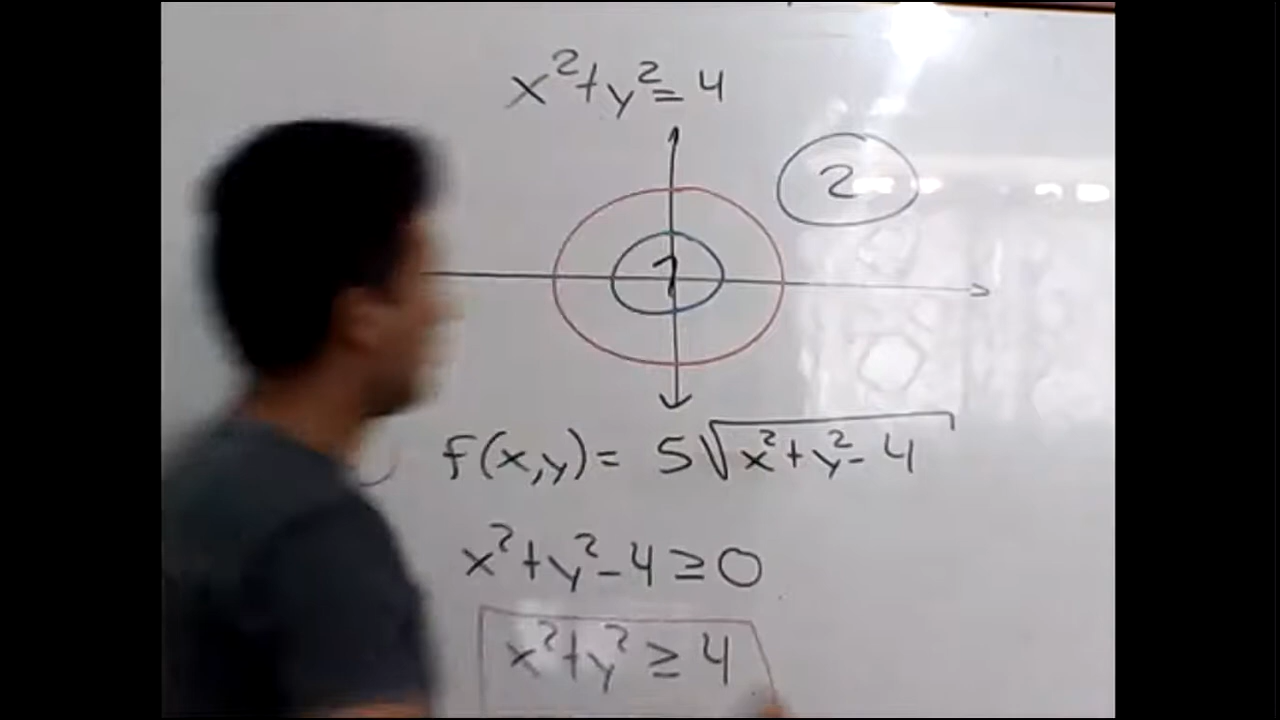 x²+y²=4
2
1
f(x,y)= 5√(x²+y²-4)
x²+y²-4≥0
x²+y²≥4